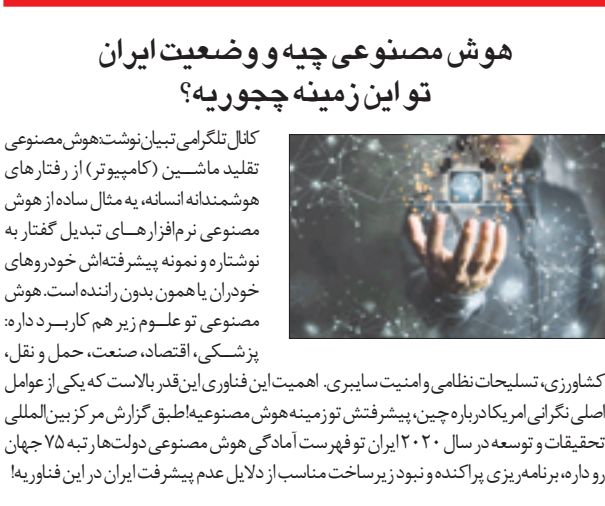 هوش مصنوعی چیه و وضعیت ایران
تو این زمینه چجوریه؟
کانال تلگرامی تبیان نوشت:هوش مصنوعی
تقلید ماشین (کامپیوتر) از رفتارهای
هوشمندانه انسانه، یه مثال ساده از هوش
مصنوعی نرم‌افزارهای تبدیل گفتار به
نوشتاره و نمونه پیشرفته‌اش خودروهای
خودران یا همون بدون راننده است. هوش
مصنوعی تو علوم زیر هم کاربرد داره:
پزشکی، اقتصاد، صنعت، حمل و نقل،
کشاورزی، تسلیحات نظامی و امنیت سایبری. اهمیت این فناوری این‌قدر بالاست که یکی از عوامل
اصلی نگرانی امریکا درباره چین، پیشرفتش تو زمینه هوش مصنوعیه! طبق گزارش مرکز بین‌المللی
تحقیقات و توسعه در سال ۲۰۲۰ ایران تو فهرست آمادگی هوش مصنوعی دولت‌ها رتبه ۷۵ جهان
رو داره، برنامه‌ریزی پراکنده و نبود زیرساخت مناسب از دلایل عدم پیشرفت ایران در این فناوریه!